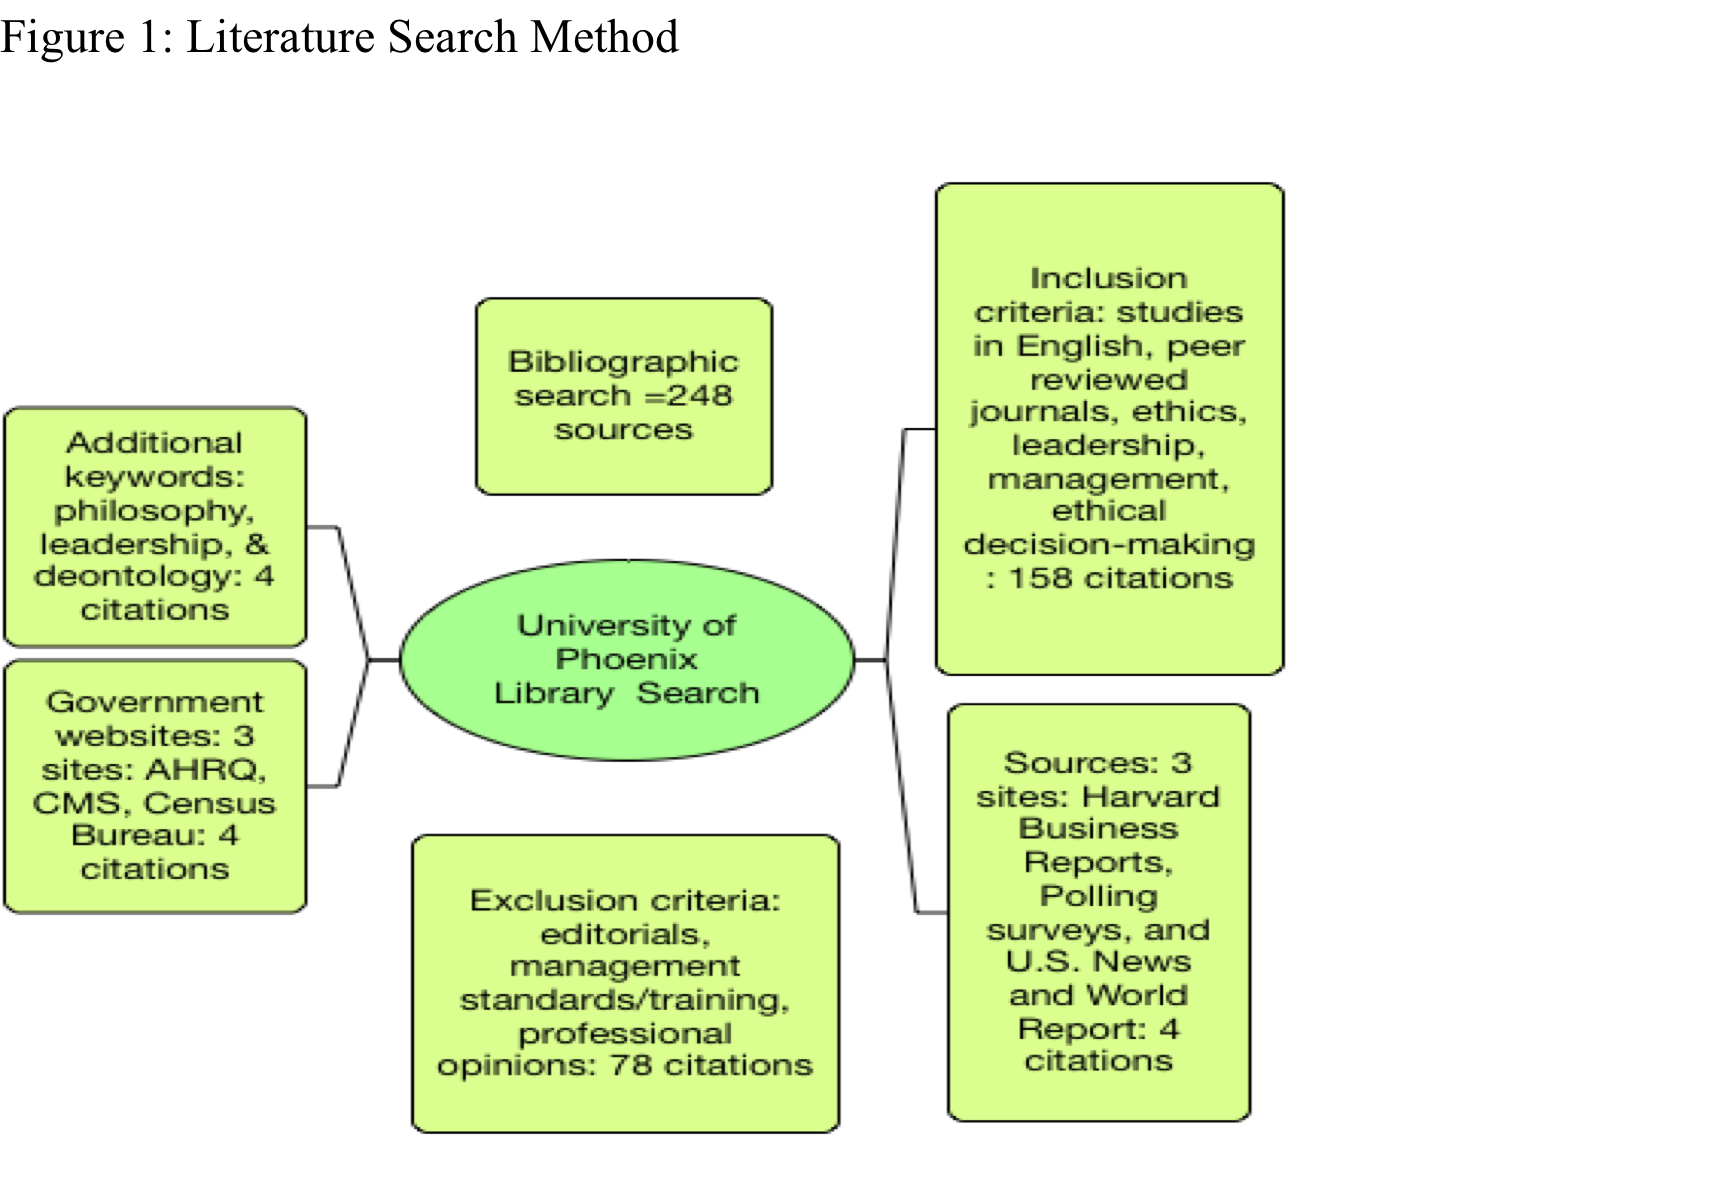 Figure 1: Literature Search Method
Bibliographic
search =248
sources
Additional
keywords:
philosophy,
leadership, &
deontology: 4
citations
Government
websites: 3
sites: AHRQ,
CMS, Census
Bureau: 4
citations
University of
Phoenix
Library  Search
Exclusion criteria:
editorials,
management
standards/training,
professional
opinions: 78 citations
Inclusion
criteria: studies
in English, peer
reviewed
journals, ethics,
leadership,
management,
ethical
decision-making
: 158 citations
Sources: 3
sites: Harvard
Business
Reports,
Polling
surveys, and
U.S. News
and World
Report: 4
citations